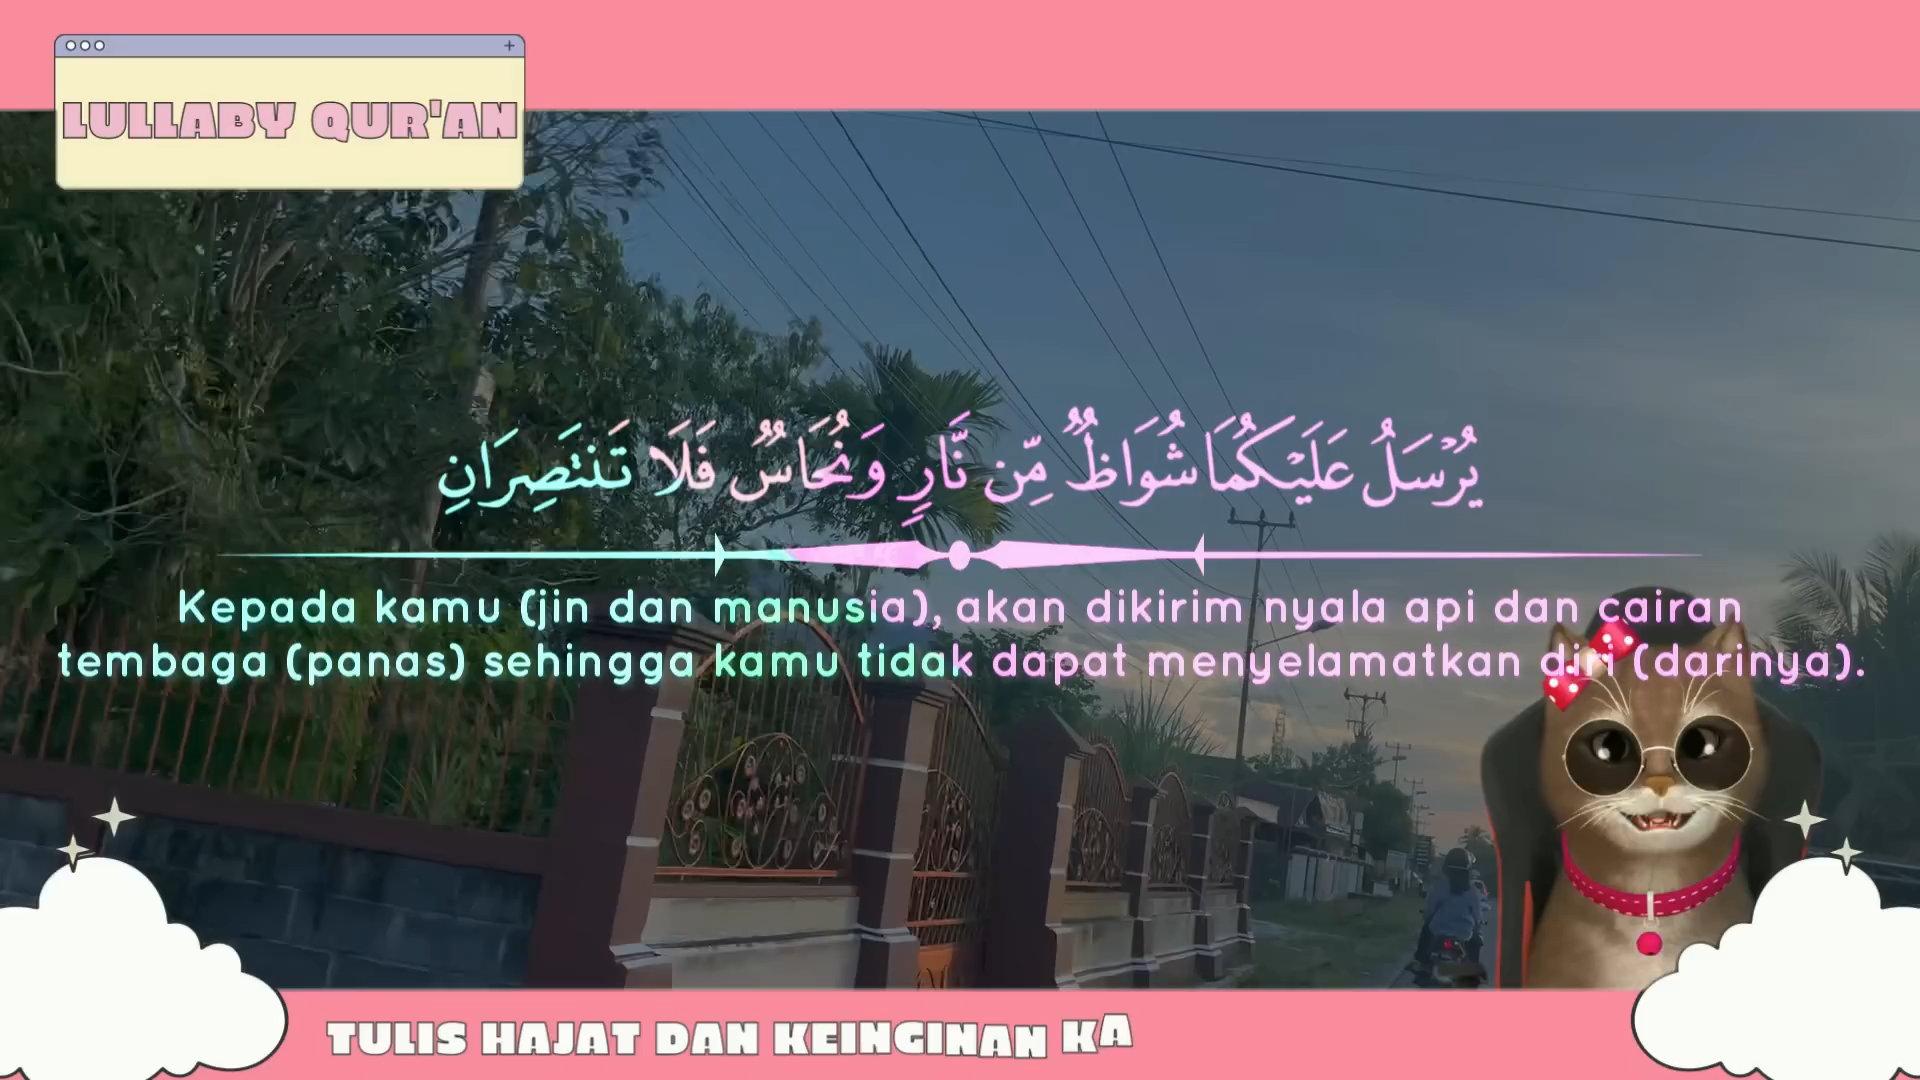 LULLABY QUR'AN
يُرْسَلُ عَلَيْكُمَا شُوَاظٌ مِّن نَّارٍ وَنُحَاسٌ فَلَا تَنتَصِرَانِ
Kepada kamu (jin dan manusia), akan dikirim nyala api dan cairan
tembaga (panas) sehingga kamu tidak dapat menyelamatkan diri (darinya).
TULIS HAJAT DAN KEINGINAN KA